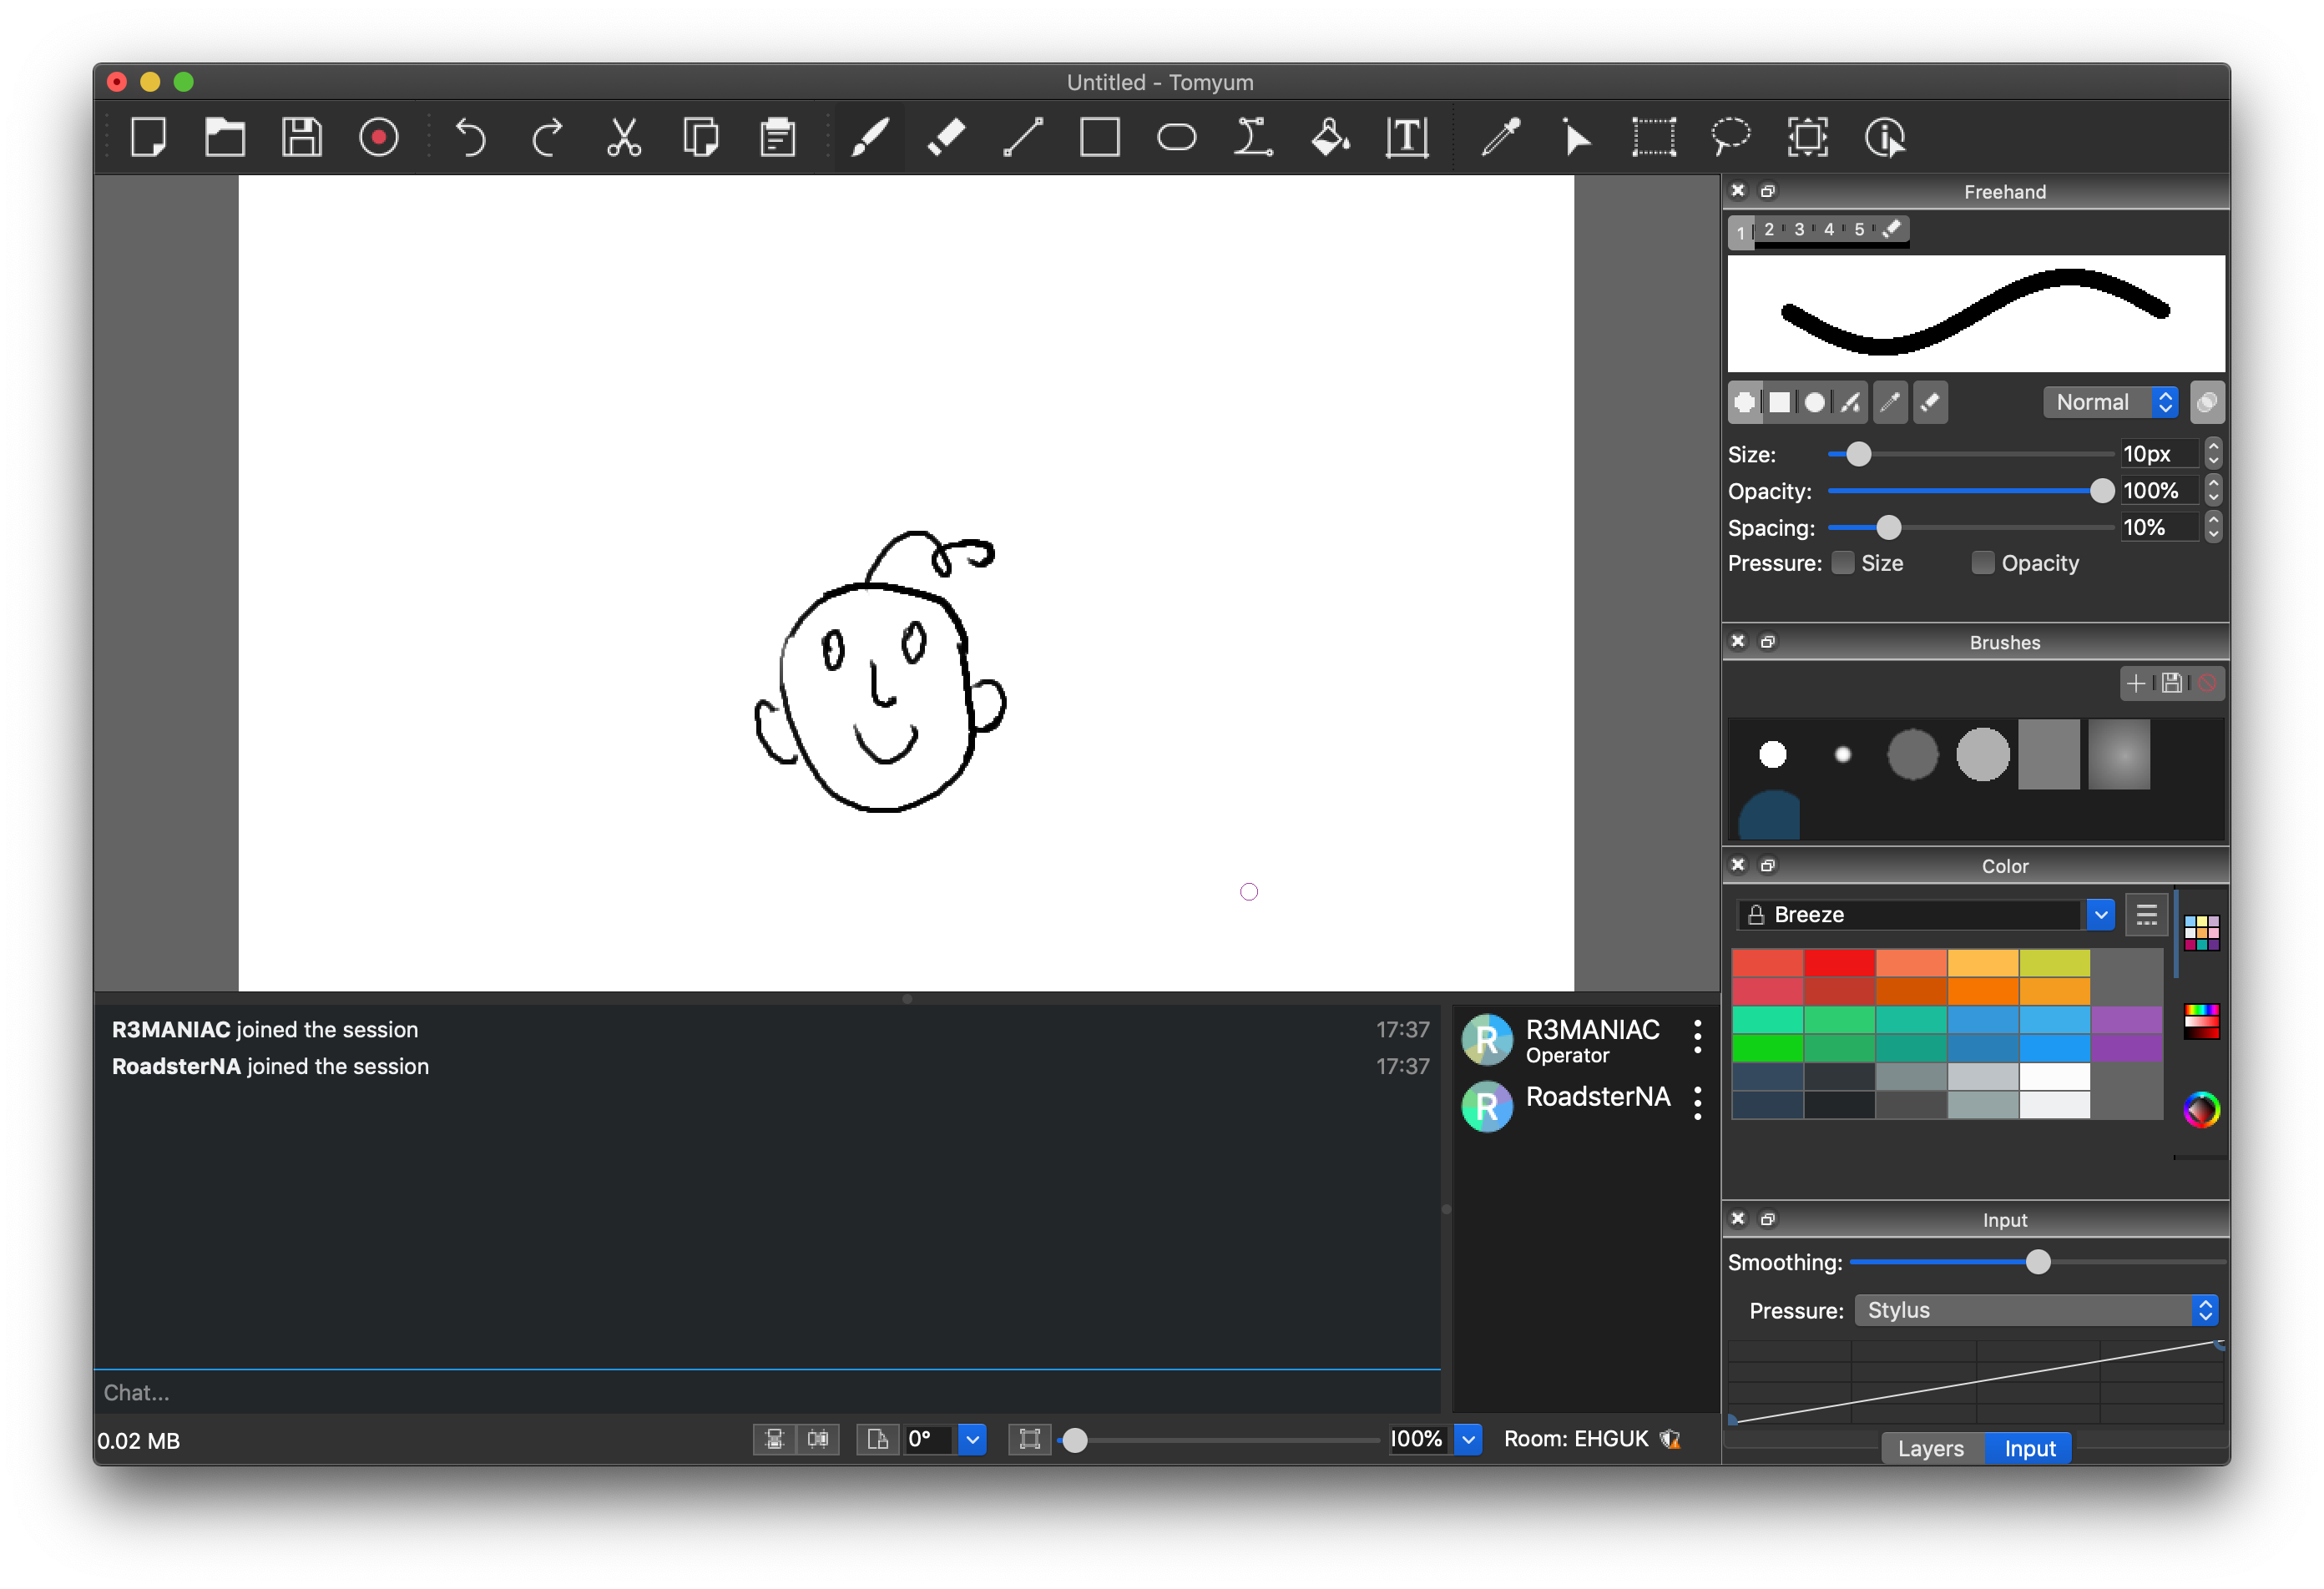 Untitled - Tomyum
T
Freehand
1 2 3 4 5
Normal
Size: 10px
Opacity: 100%
Spacing: 10%
Pressure: Size Opacity
Brushes
Color
Breeze
R3MANIAC joined the session 17:37
RoadsterNA joined the session 17:37
R R3MANIAC
Operator
R RoadsterNA
Input
Smoothing:
Pressure: Stylus
Chat...
0.02 MB 0° 100% Room: EHGUK
Layers Input